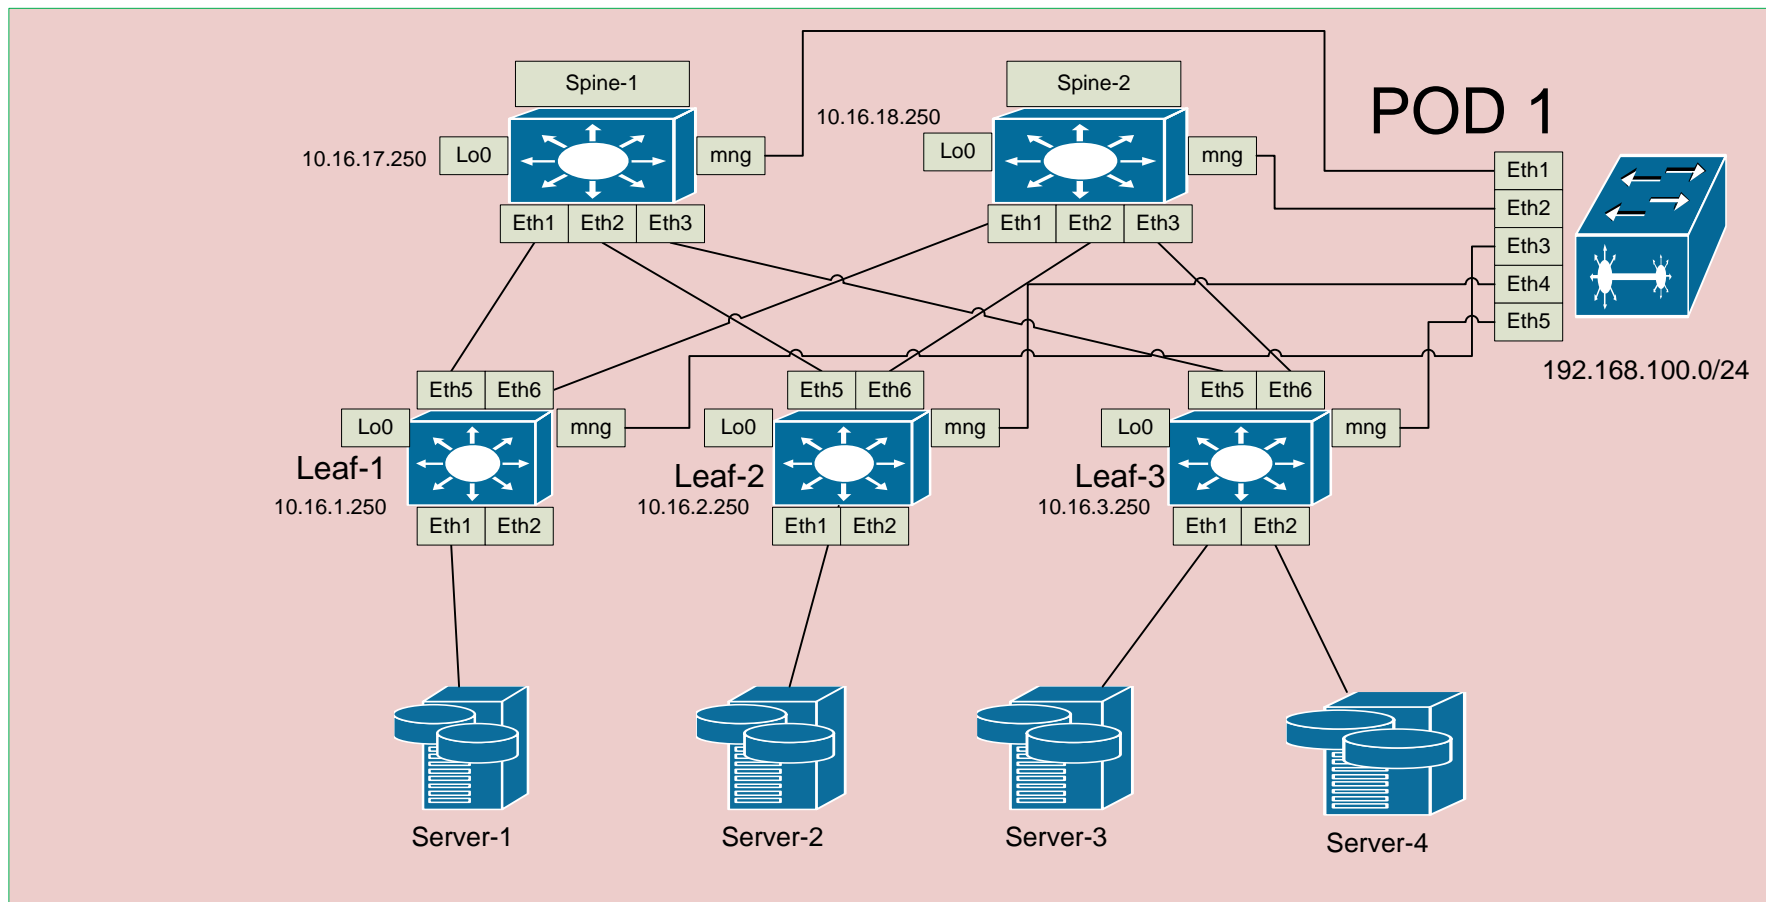 Spine-1
Spine-2
POD 1
10.16.17.250
Lo0
mng
10.16.18.250
Lo0
mng
Eth1
Eth2
Eth3
Eth1
Eth2
Eth3
Eth1
Eth2
Eth3
Eth4
Eth5
192.168.100.0/24
Eth5
Eth6
Lo0
mng
Leaf-1
10.16.1.250
Eth1
Eth2
Eth5
Eth6
Lo0
mng
Leaf-2
10.16.2.250
Eth1
Eth2
Eth5
Eth6
Lo0
mng
Leaf-3
10.16.3.250
Eth1
Eth2
Server-1
Server-2
Server-3
Server-4